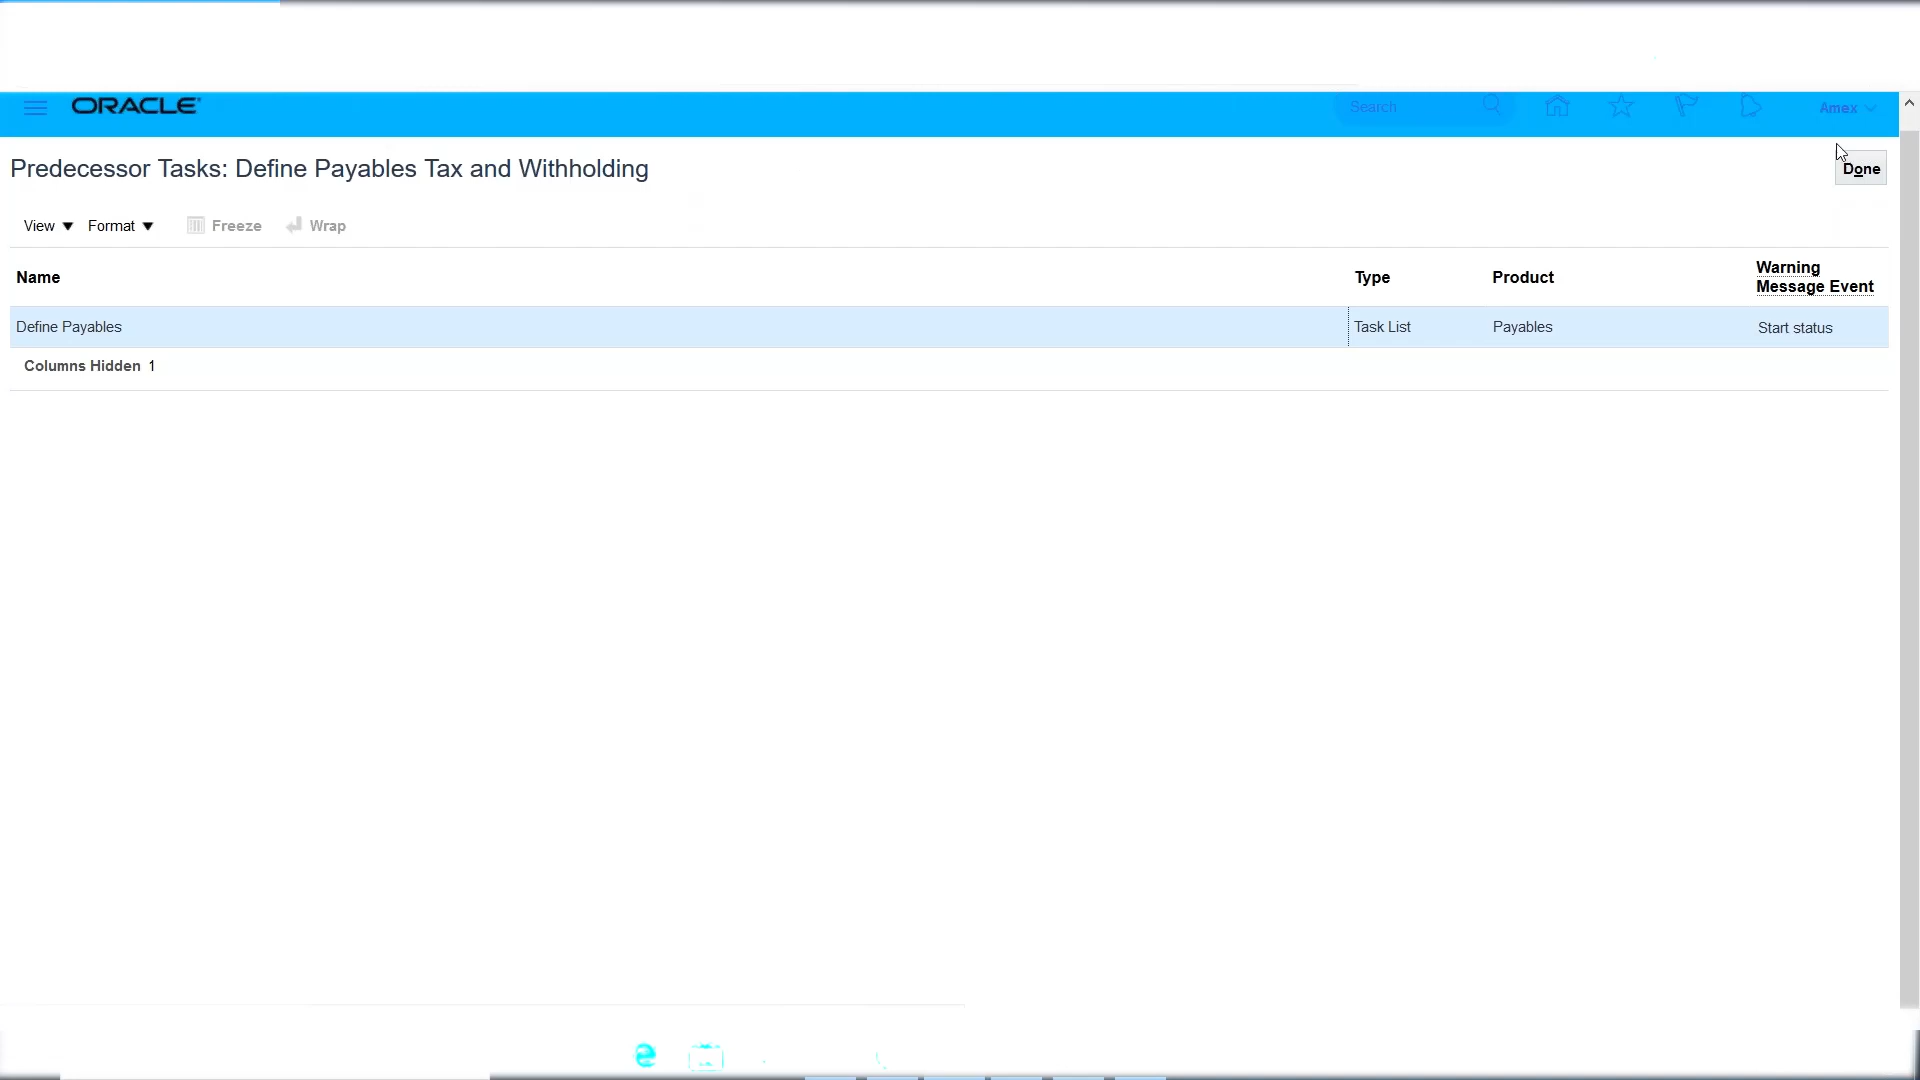 ORACLE
Search
Amex
Predecessor Tasks: Define Payables Tax and Withholding
Done
View
Format
Freeze
Wrap
Name
Type
Product
Warning
Message Event
Define Payables
Task List
Payables
Start status
Columns Hidden 1